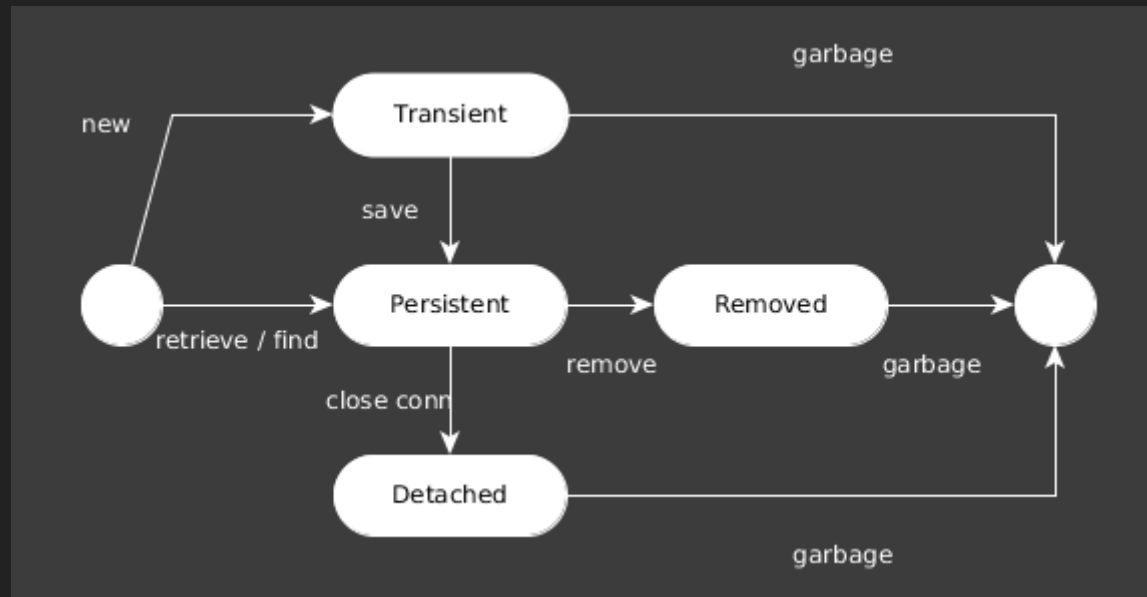 garbage
new
Transient
save
Persistent
Removed
retrieve / find
remove
garbage
close conn
Detached
garbage